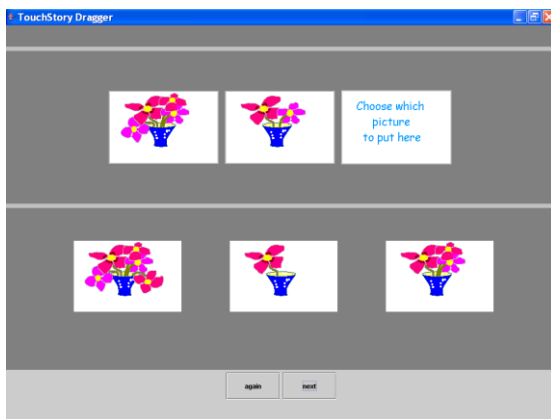 TouchStory Dragger
Choose which
picture
to put here
again
next